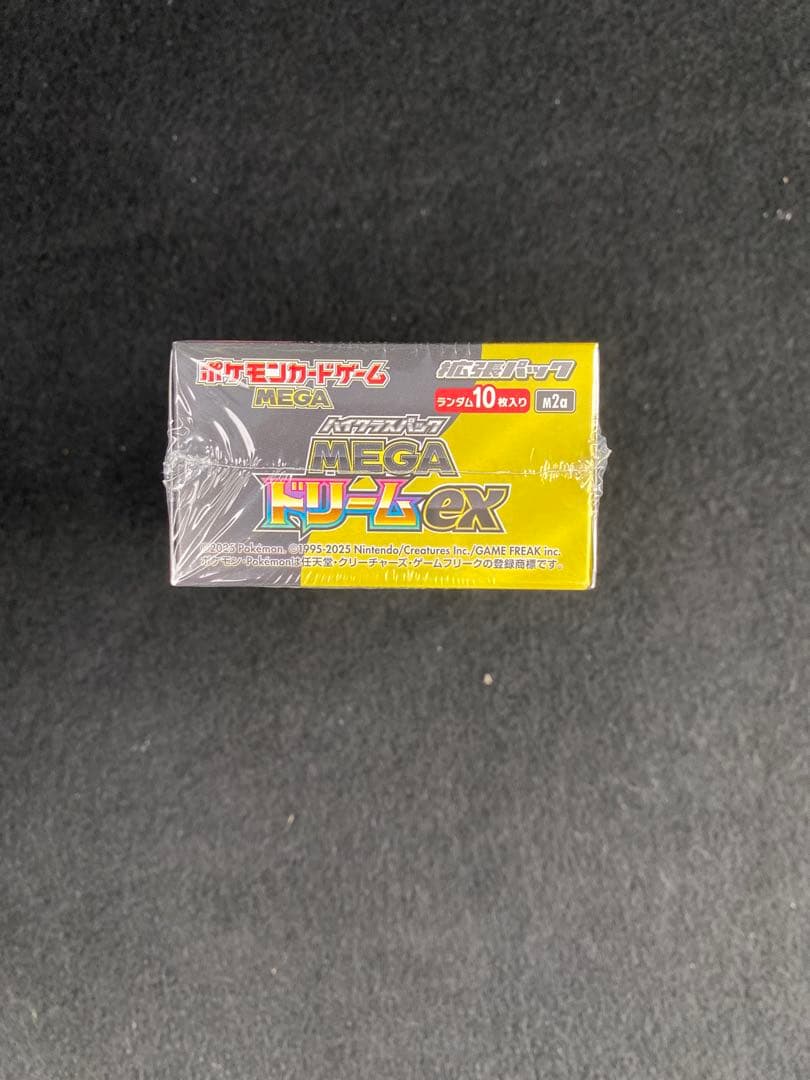 ポケモンカードゲーム
MEGA
拡張パック
ランダム10枚入り
M2a
ハイクラスパック
MEGA
ドリームex
©2025 Pokémon. ©1995-2025 Nintendo/Creatures Inc./GAME FREAK inc.
ポケモン・Pokémonは任天堂・クリーチャーズ・ゲームフリークの登録商標です。